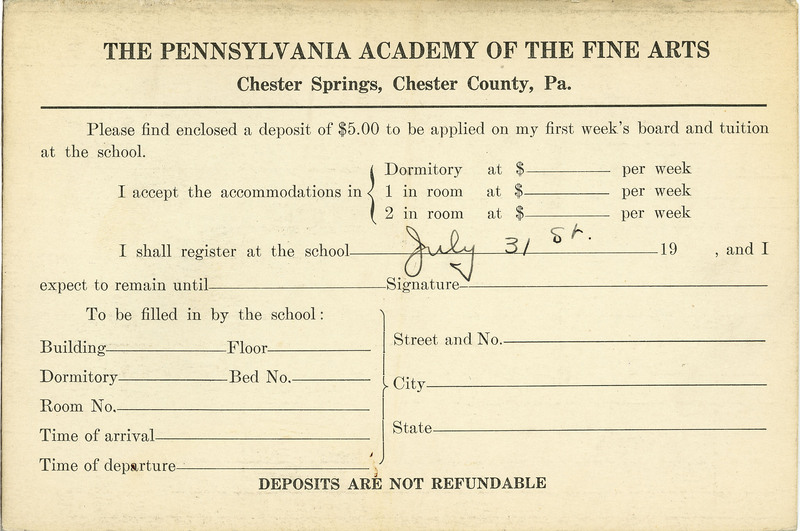 THE PENNSYLVANIA ACADEMY OF THE FINE ARTS
Chester Springs, Chester County, Pa.
Please find enclosed a deposit of $5.00 to be applied on my first week's board and tuition
at the school.
I accept the accommodations in
Dormitory at $ per week
1 in room at $ per week
2 in room at $ per week
I shall register at the school July 31 St. 19 , and I
expect to remain until Signature
To be filled in by the school:
Building Floor
Dormitory Bed No.
Room No.
Time of arrival
Time of departure
Street and No.
City
State
DEPOSITS ARE NOT REFUNDABLE